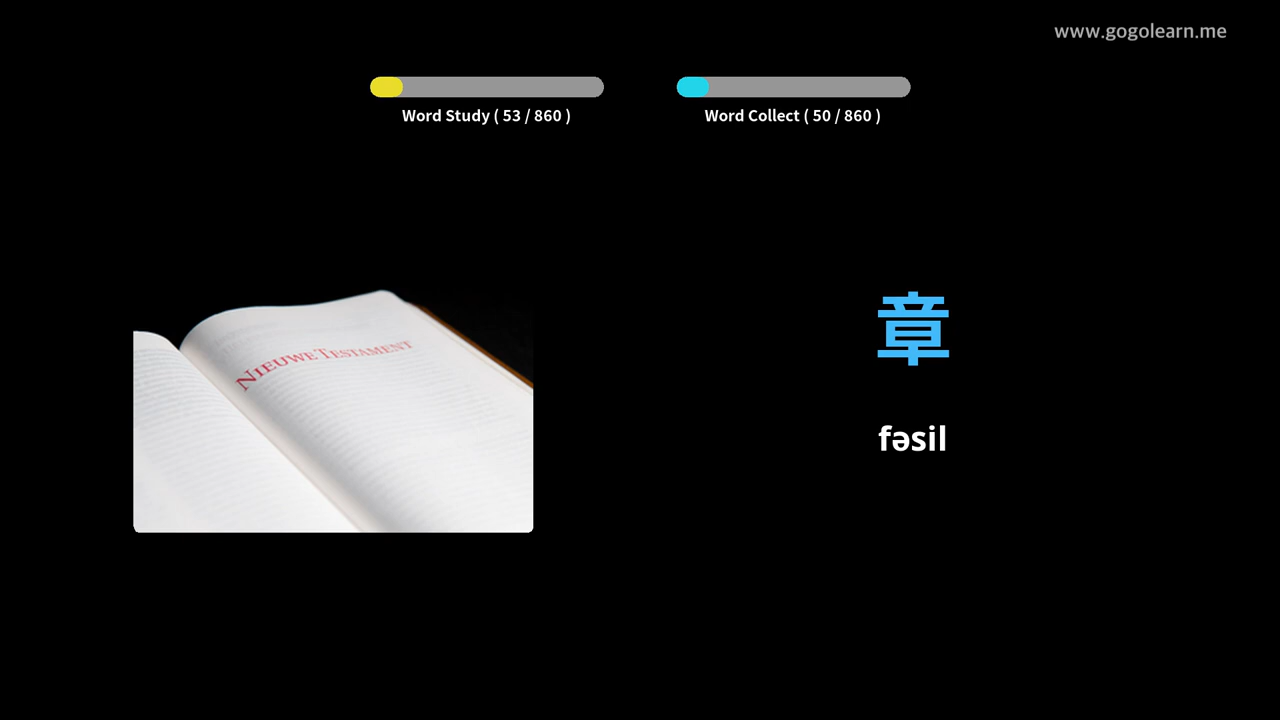 www.gogolearn.me
Word Study ( 53 / 860 )
Word Collect ( 50 / 860 )
NIEUWE TESTAMENT
章
fəsil